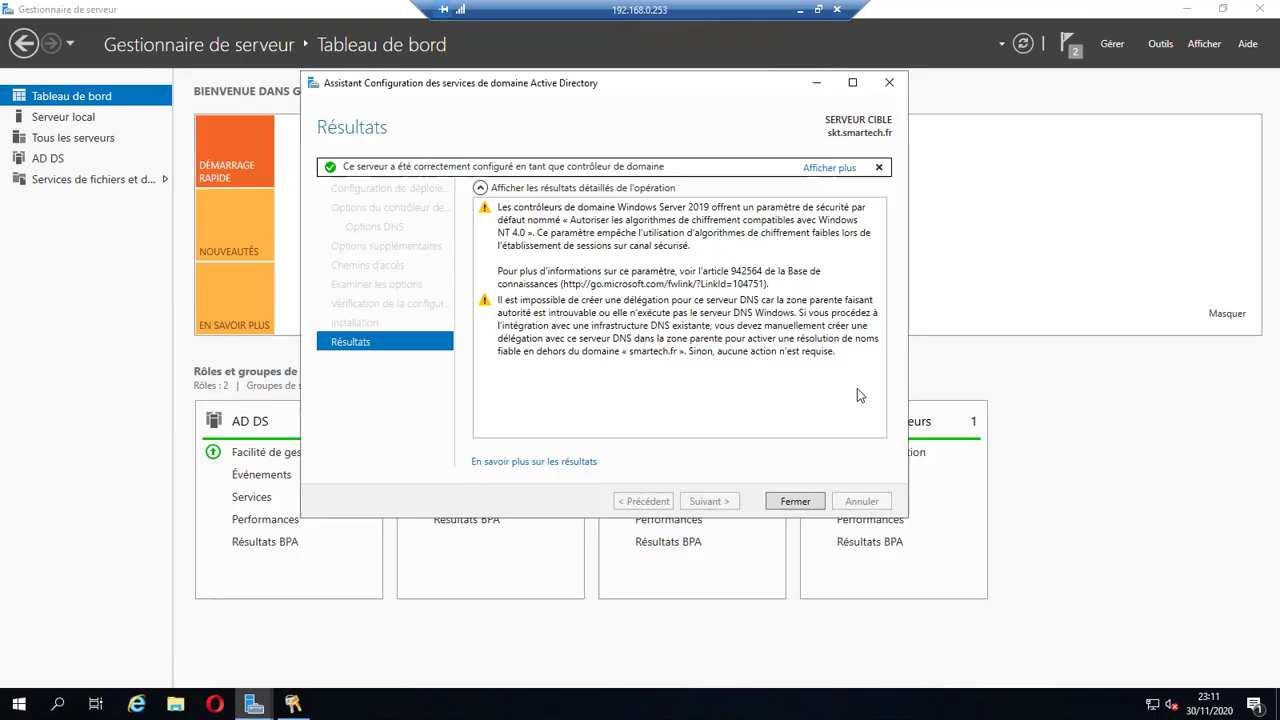 Gestionnaire de serveur
192.168.0.253
Gestionnaire de serveur
Tableau de bord
2
Gérer
Outils
Afficher
Aide
Tableau de bord
Serveur local
Tous les serveurs
AD DS
Services de fichiers et d...
BIENVENUE DANS G
DÉMARRAGE
RAPIDE
NOUVEAUTÉS
EN SAVOIR PLUS
Masquer
Assistant Configuration des services de domaine Active Directory
Résultats
SERVEUR CIBLE
skt.smartech.fr
Ce serveur a été correctement configuré en tant que contrôleur de domaine
Afficher plus
Configuration de déploie...
Options du contrôleur de...
Options DNS
Options supplémentaires
Chemins d'accès
Examiner les options
Vérification de la configur...
Installation
Résultats
Afficher les résultats détaillés de l'opération
Les contrôleurs de domaine Windows Server 2019 offrent un paramètre de sécurité par
défaut nommé « Autoriser les algorithmes de chiffrement compatibles avec Windows
NT 4.0 ». Ce paramètre empêche l'utilisation d'algorithmes de chiffrement faibles lors de
l'établissement de sessions sur canal sécurisé.
Pour plus d'informations sur ce paramètre, voir l'article 942564 de la Base de
connaissances (http://go.microsoft.com/fwlink/?LinkId=104751).
Il est impossible de créer une délégation pour ce serveur DNS car la zone parente faisant
autorité est introuvable ou elle n'exécute pas le serveur DNS Windows. Si vous procédez à
l'intégration avec une infrastructure DNS existante, vous devez manuellement créer une
délégation avec ce serveur DNS dans la zone parente pour activer une résolution de noms
fiable en dehors du domaine « smartech.fr ». Sinon, aucune action n'est requise.
En savoir plus sur les résultats
< Précédent
Suivant >
Fermer
Annuler
Rôles et groupes de
Rôles : 2 | Groupes de s
AD DS
Facilité de ges
Événements
Services
Performances
Résultats BPA
Résultats BPA
Performances
Résultats BPA
eurs
1
tion
Performances
Résultats BPA
23:11
30/11/2020
1